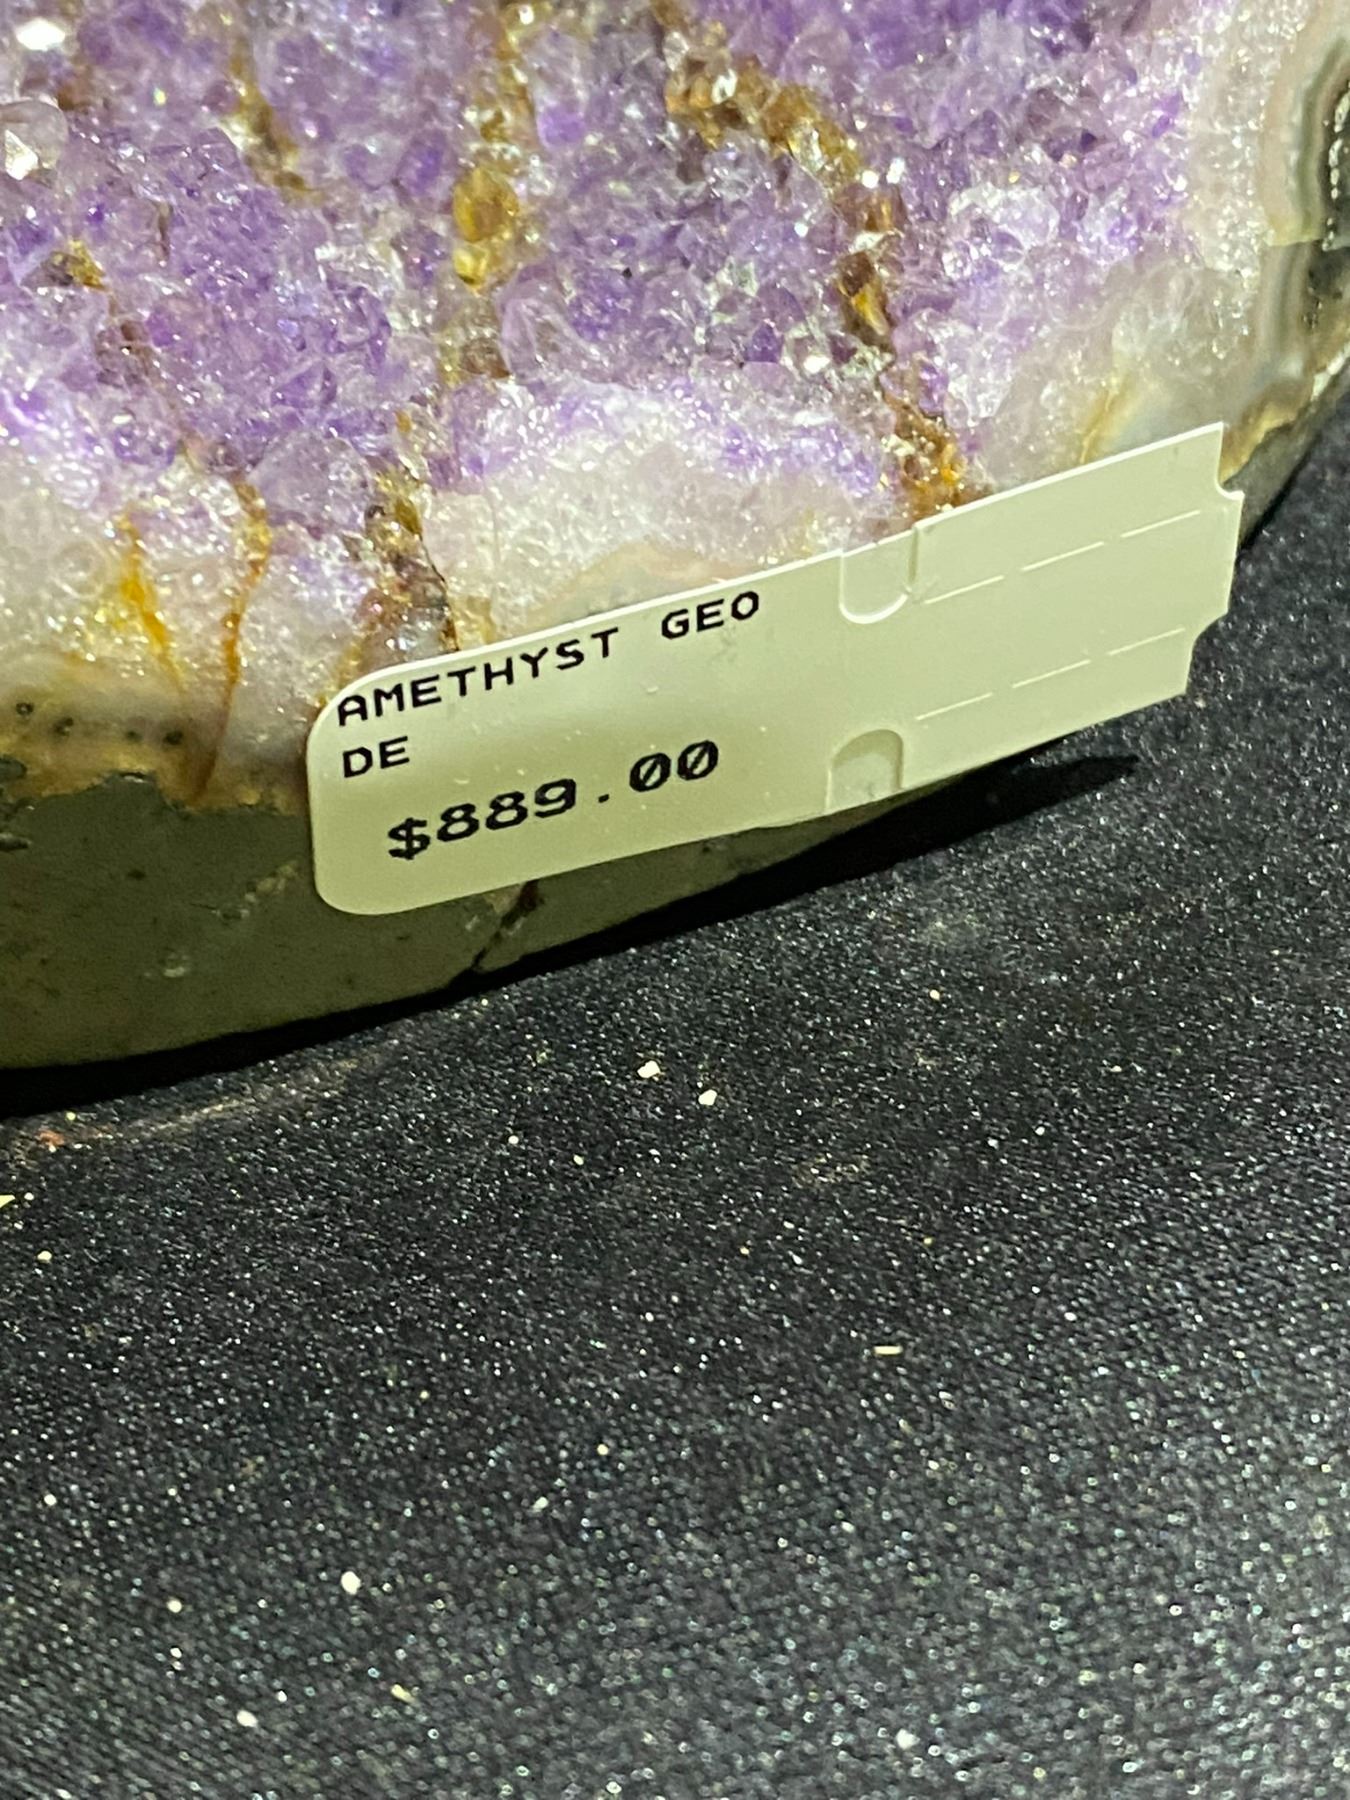 AMETHYST GEO
DE
$889.00